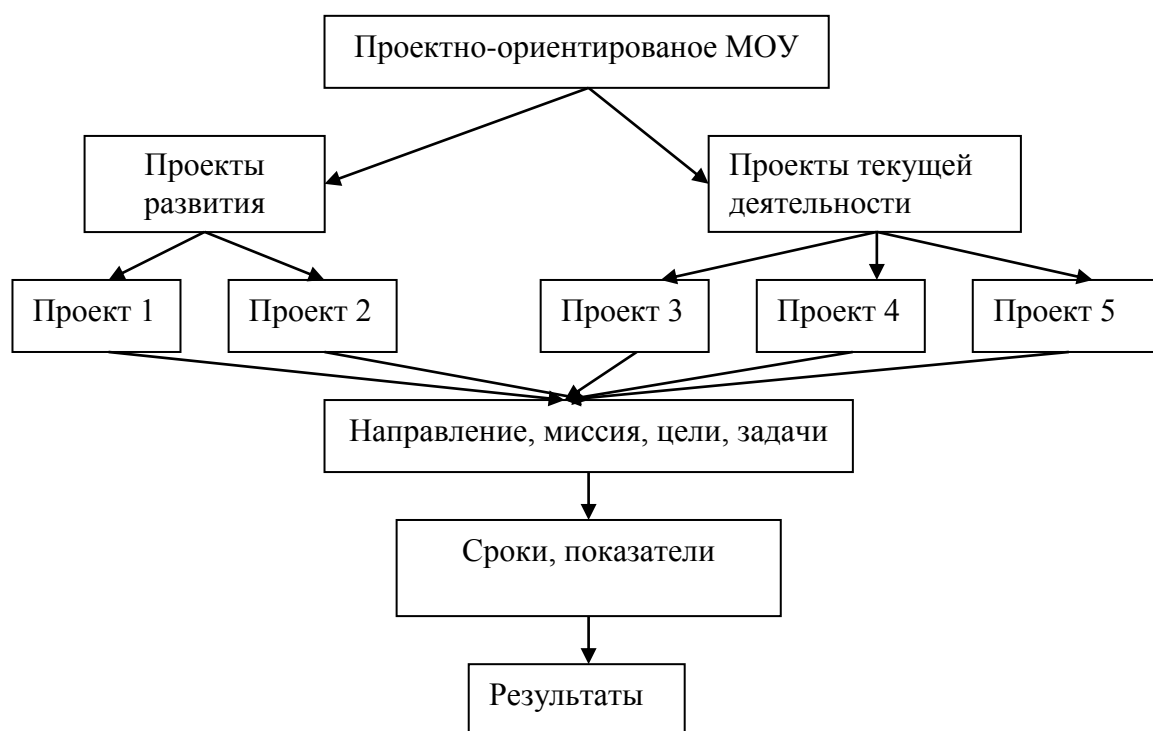 Проектно-ориентированое МОУ
Проекты
развития
Проекты текущей
деятельности
Проект 1
Проект 2
Проект 3
Проект 4
Проект 5
Направление, миссия, цели, задачи
Сроки, показатели
Результаты